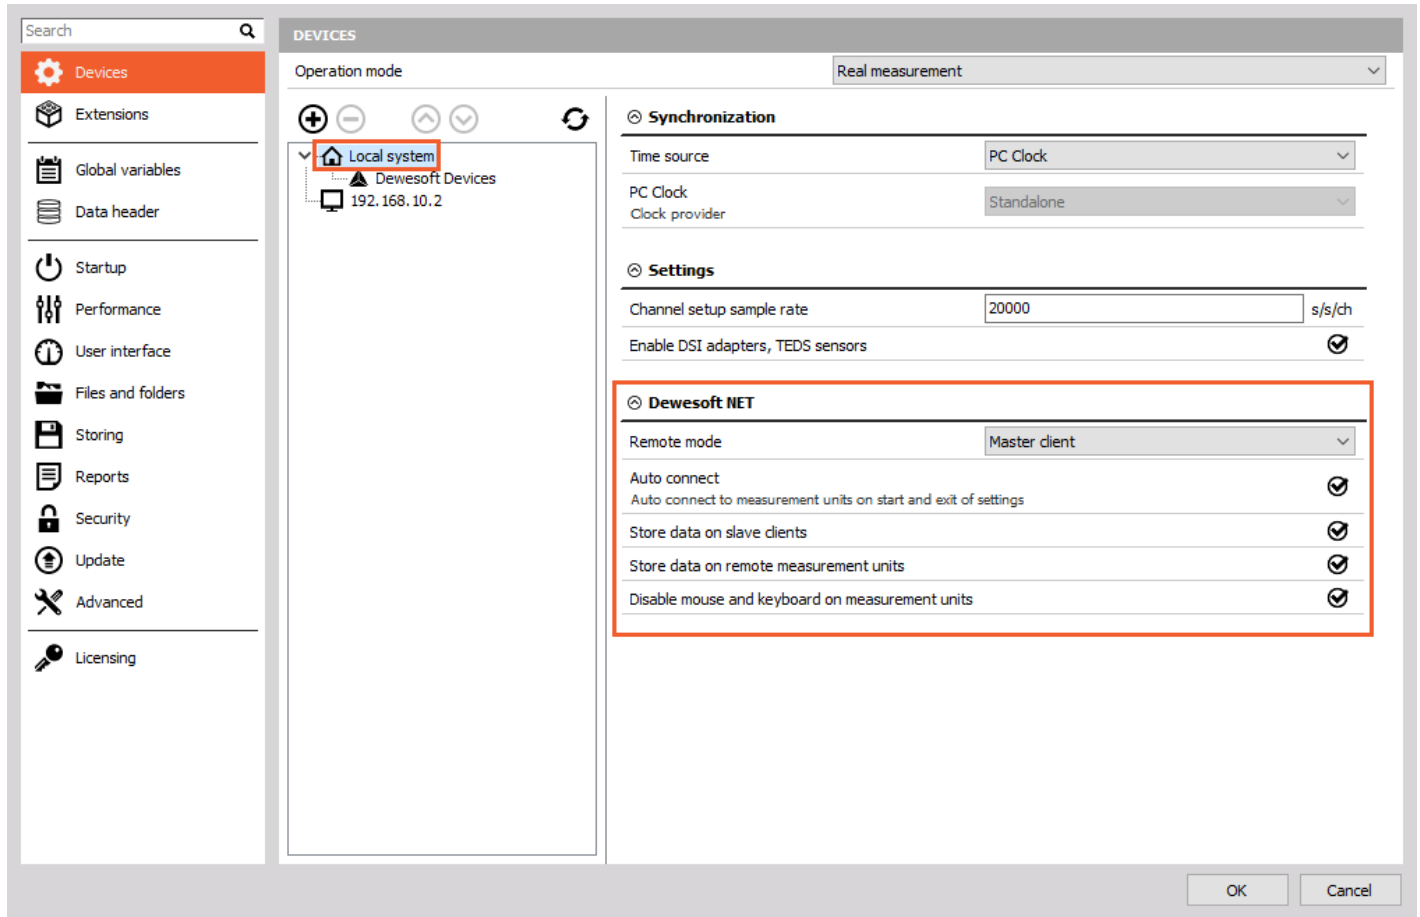 Search
Devices
Extensions
Global variables
Data header
Startup
Performance
User interface
Files and folders
Storing
Reports
Security
Update
Advanced
Licensing
DEVICES
Operation mode
Real measurement
Local system
Dewesoft Devices
192.168.10.2
Synchronization
Time source
PC Clock
PC Clock
Clock provider
Standalone
Settings
Channel setup sample rate
20000
s/s/ch
Enable DSI adapters, TEDS sensors
Dewesoft NET
Remote mode
Master client
Auto connect
Auto connect to measurement units on start and exit of settings
Store data on slave clients
Store data on remote measurement units
Disable mouse and keyboard on measurement units
OK
Cancel